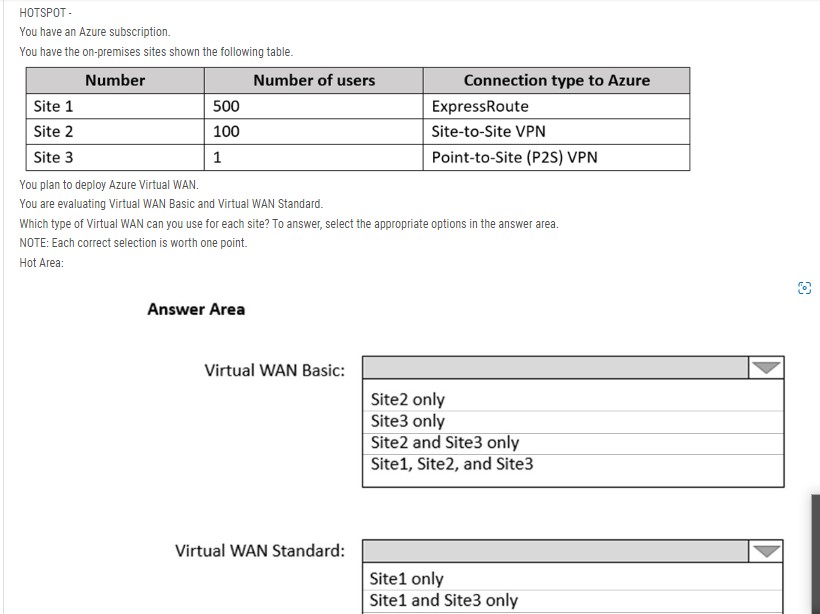 HOTSPOT -
You have an Azure subscription.
You have the on-premises sites shown the following table.
Number Number of users Connection type to Azure
Site 1 500 ExpressRoute
Site 2 100 Site-to-Site VPN
Site 3 1 Point-to-Site (P2S) VPN
You plan to deploy Azure Virtual WAN.
You are evaluating Virtual WAN Basic and Virtual WAN Standard.
Which type of Virtual WAN can you use for each site? To answer, select the appropriate options in the answer area.
NOTE: Each correct selection is worth one point.
Hot Area:
Answer Area
Virtual WAN Basic:
Site2 only
Site3 only
Site2 and Site3 only
Site1, Site2, and Site3
Virtual WAN Standard:
Site1 only
Site1 and Site3 only